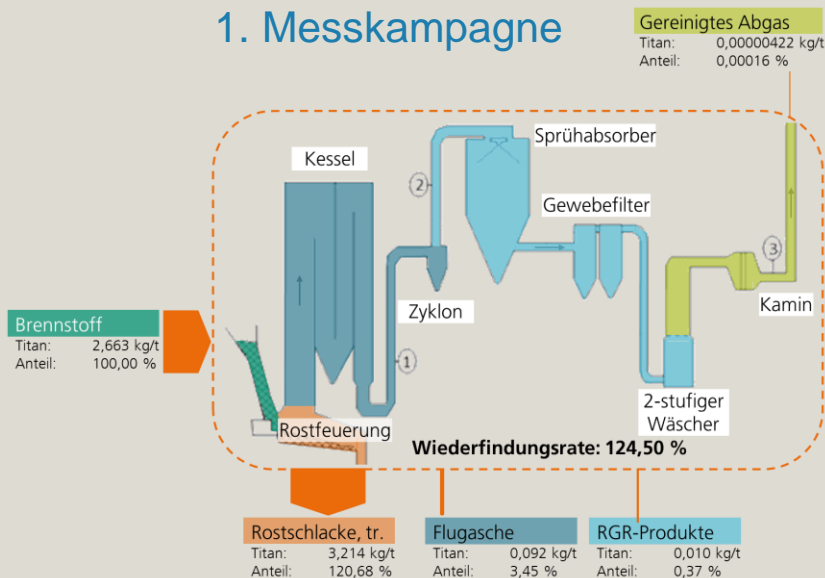 1. Messkampagne
Gereinigtes Abgas
Titan: 0,00000422 kg/t
Anteil: 0,00016 %
Sprühabsorber
Kessel
2
Gewebefilter
3
Zyklon
Kamin
Brennstoff
Titan: 2,663 kg/t
Anteil: 100,00 %
1
2-stufiger
Wäscher
Rostfeuerung
Wiederfindungsrate: 124,50 %
Rostschlacke, tr.
Titan: 3,214 kg/t
Anteil: 120,68 %
Flugasche
Titan: 0,092 kg/t
Anteil: 3,45 %
RGR-Produkte
Titan: 0,010 kg/t
Anteil: 0,37 %